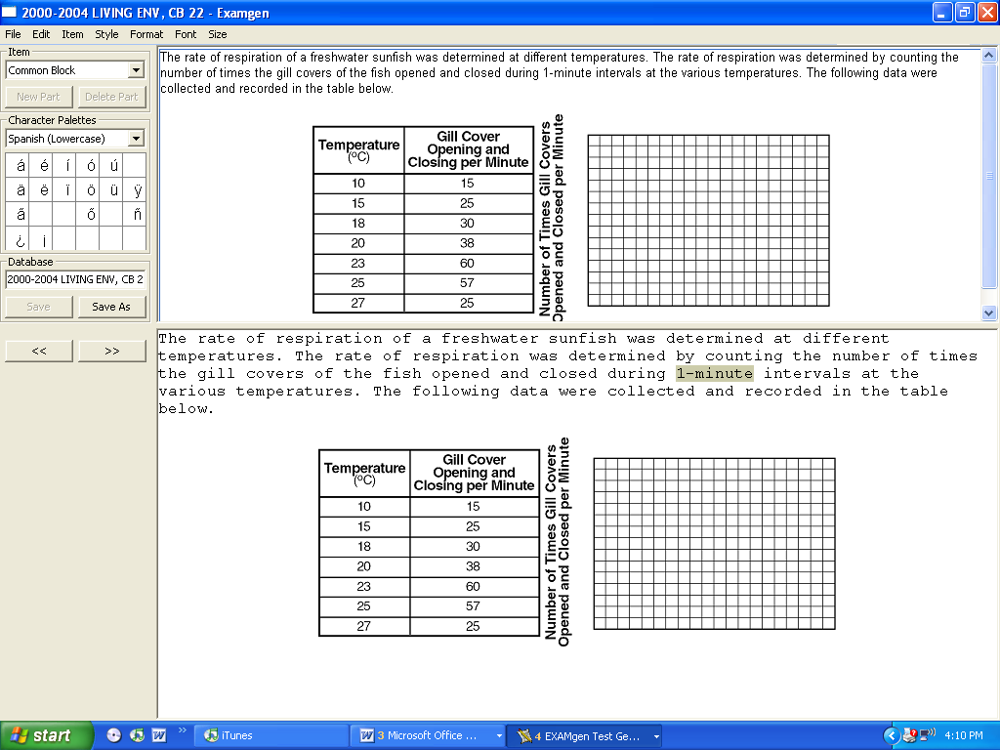 2000-2004 LIVING ENV, CB 22 - Examgen
File Edit Item Style Format Font Size
Item
Common Block
New Part Delete Part
Character Palettes
Spanish (Lowercase)
á é í ó ú
ä ë ï ö ü ÿ
ã ő ñ
¿ ¡
Database
2000-2004 LIVING ENV, CB 2
Save Save As
<< >>
The rate of respiration of a freshwater sunfish was determined at different temperatures. The rate of respiration was determined by counting the
number of times the gill covers of the fish opened and closed during 1-minute intervals at the various temperatures. The following data were
collected and recorded in the table below.
Temperature (°C) Gill Cover
Opening and
Closing per Minute
10 15
15 25
18 30
20 38
23 60
25 57
27 25
Number of Times Gill Covers
Opened and Closed per Minute
The rate of respiration of a freshwater sunfish was determined at different
temperatures. The rate of respiration was determined by counting the number of times
the gill covers of the fish opened and closed during 1-minute intervals at the
various temperatures. The following data were collected and recorded in the table
below.
Temperature (°C) Gill Cover
Opening and
Closing per Minute
10 15
15 25
18 30
20 38
23 60
25 57
27 25
Number of Times Gill Covers
Opened and Closed per Minute
start
iTunes
3 Microsoft Office ...
4 EXAMgen Test Ge...
4:10 PM